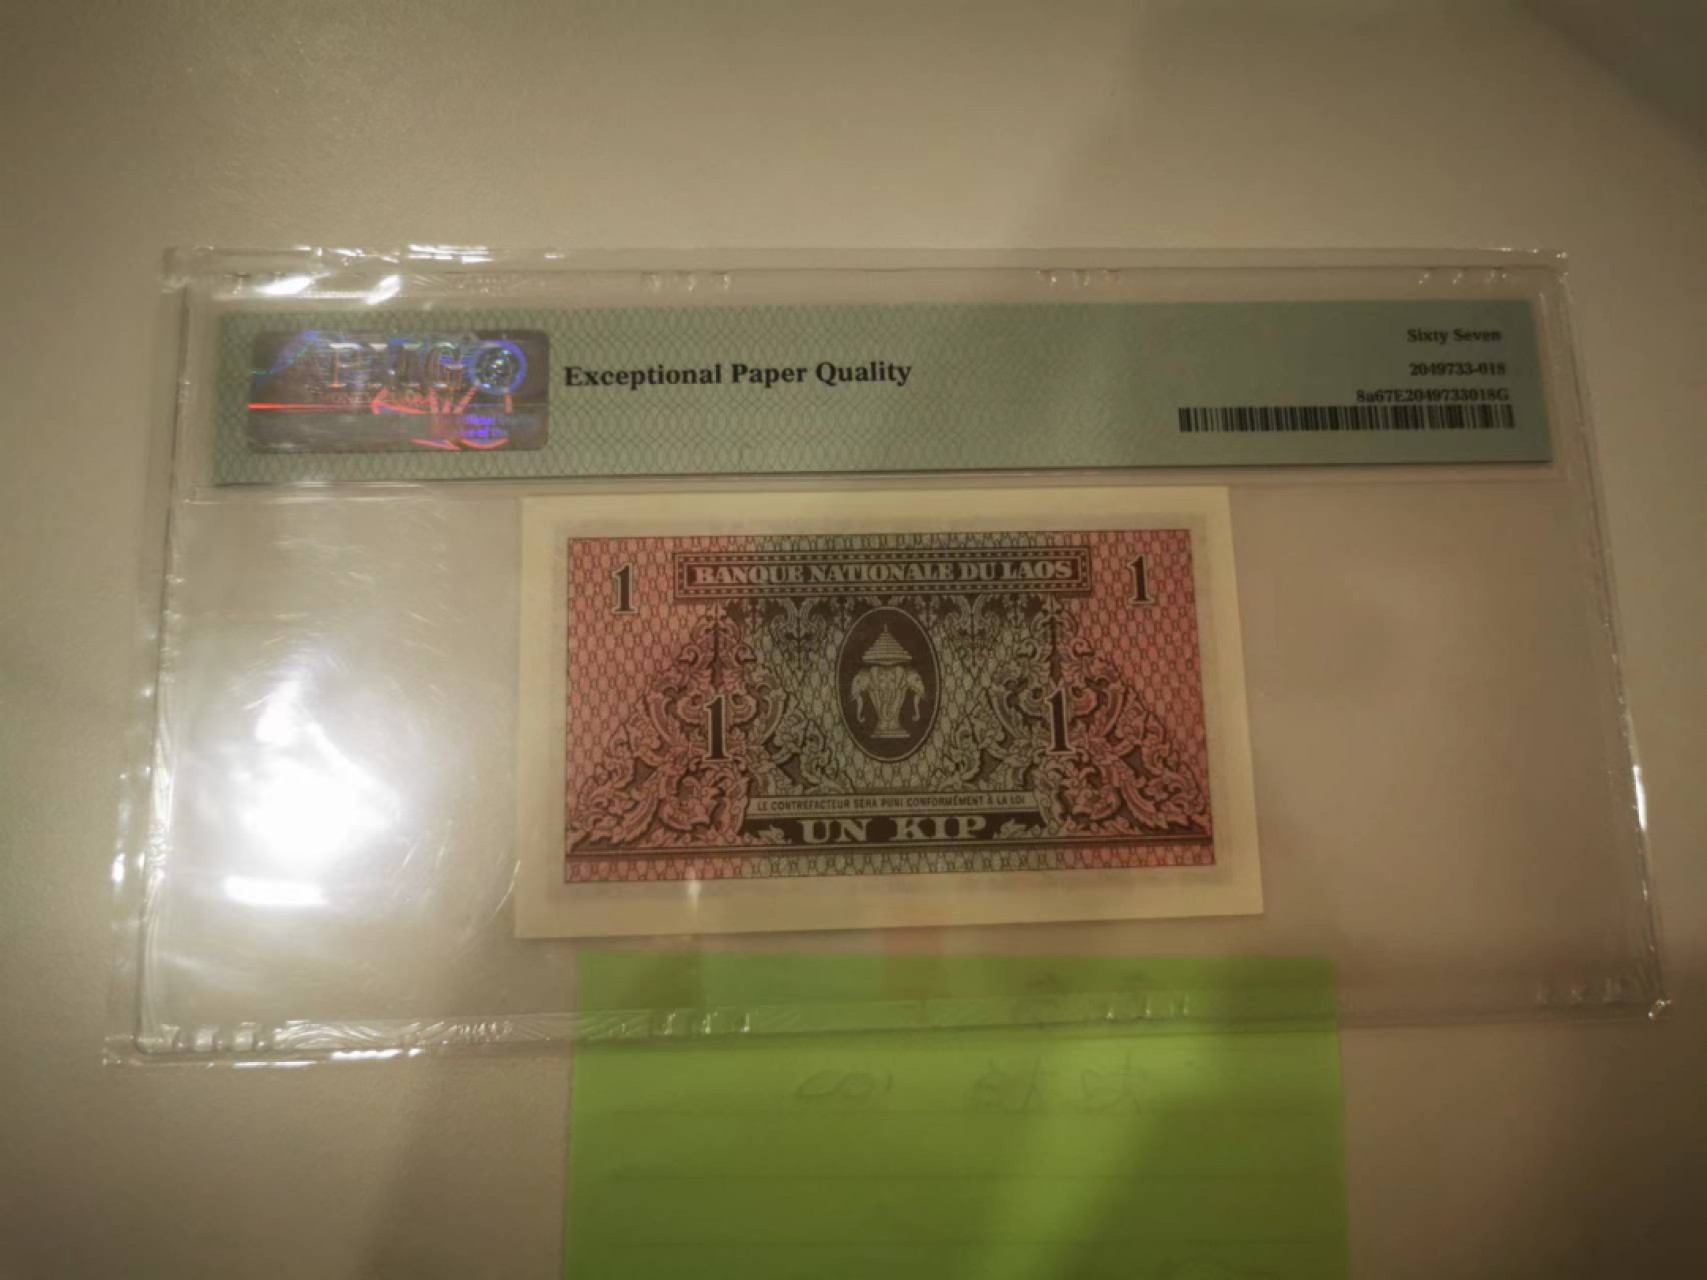 PMG
Exceptional Paper Quality
Sixty Seven
2049733-018
8a67E2049733018G
BANQUE NATIONALE DU LAOS
1 1
1 1
LE CONTREFACTEUR SERA PUNI CONFORMÉMENT À LA LOI
UN KIP